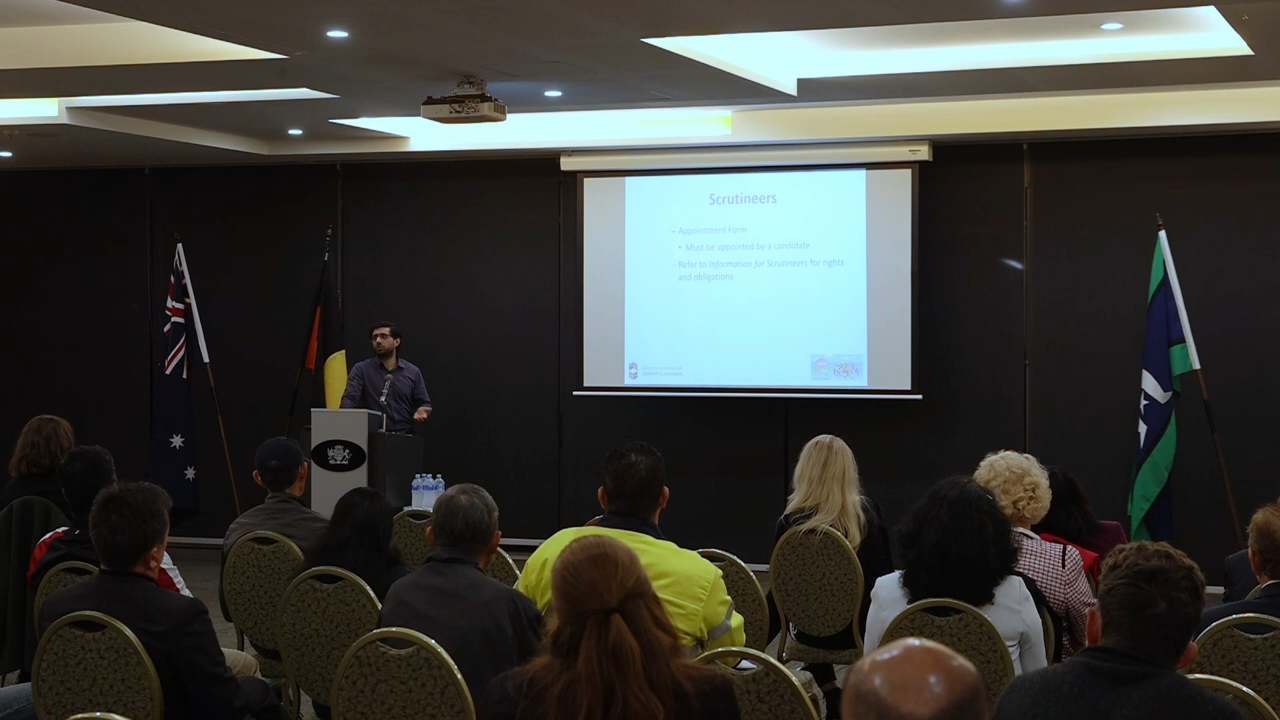 Scrutineers
- Appointment Form
• Must be appointed by a candidate
- Refer to Information for Scrutineers for rights
and obligations